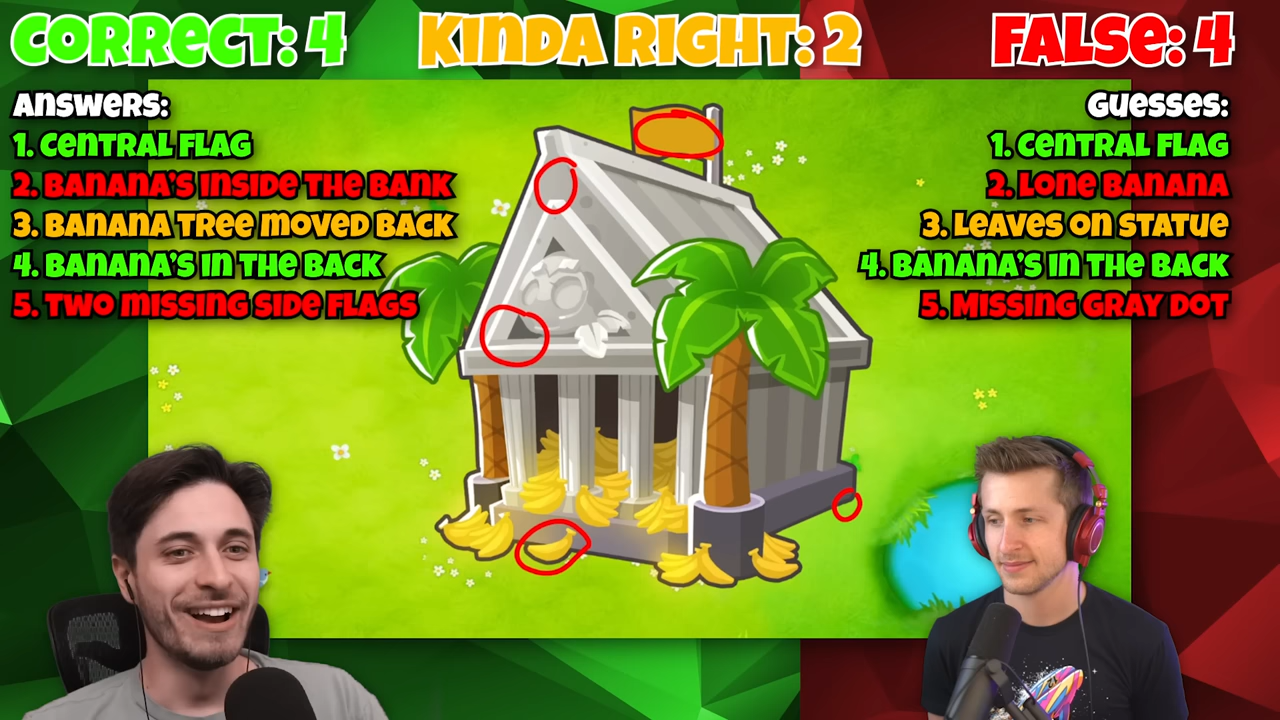 CORRECT: 4
KINDA RIGHT: 2
FALSE: 4
ANSWERS:
1. CENTRAL FLAG
2. BANANA'S INSIDE THE BANK
3. BANANA TREE MOVED BACK
4. BANANA'S IN THE BACK
5. TWO MISSING SIDE FLAGS
GUESSES:
1. CENTRAL FLAG
2. LONE BANANA
3. LEAVES ON STATUE
4. BANANA'S IN THE BACK
5. MISSING GRAY DOT